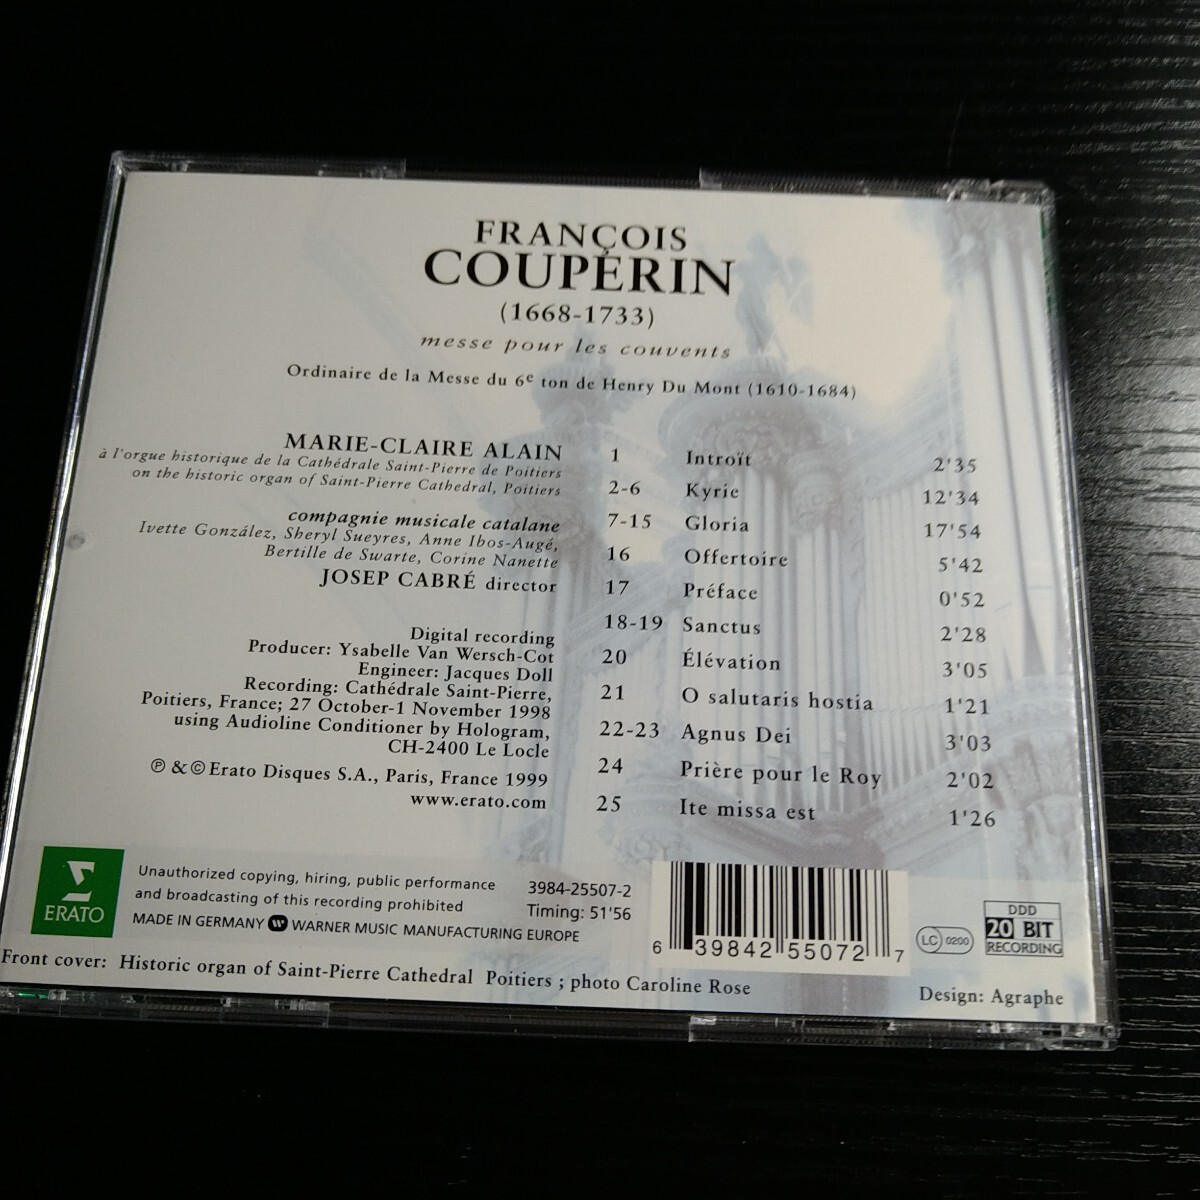 FRANÇOIS
COUPERIN
(1668-1733)
messe pour les couvents
Ordinaire de la Messe du 6e ton de Henry Du Mont (1610-1684)
MARIE-CLAIRE ALAIN
à l'orgue historique de la Cathédrale Saint-Pierre de Poitiers
on the historic organ of Saint-Pierre Cathedral, Poitiers
compagnie musicale catalane
Ivette González, Sheryl Sueyres, Anne Ibos-Augé,
Bertille de Swarte, Corine Nanette
JOSEP CABRÉ director
Digital recording
Producer: Ysabelle Van Wersch-Cot
Engineer: Jacques Doll
Recording: Cathédrale Saint-Pierre,
Poitiers, France; 27 October-1 November 1998
using Audioline Conditioner by Hologram,
CH-2400 Le Locle
℗ & © Erato Disques S.A., Paris, France 1999
www.erato.com
1 Introït 2'35
2-6 Kyrie 12'34
7-15 Gloria 17'54
16 Offertoire 5'42
17 Préface 0'52
18-19 Sanctus 2'28
20 Élévation 3'05
21 O salutaris hostia 1'21
22-23 Agnus Dei 3'03
24 Prière pour le Roy 2'02
25 Ite missa est 1'26
ERATO
Unauthorized copying, hiring, public performance
and broadcasting of this recording prohibited
MADE IN GERMANY WARNER MUSIC MANUFACTURING EUROPE
3984-25507-2
Timing: 51'56
6 39842 55072 7
LC 0200
DDD
20 BIT
RECORDING
Front cover: Historic organ of Saint-Pierre Cathedral Poitiers ; photo Caroline Rose
Design: Agraphe